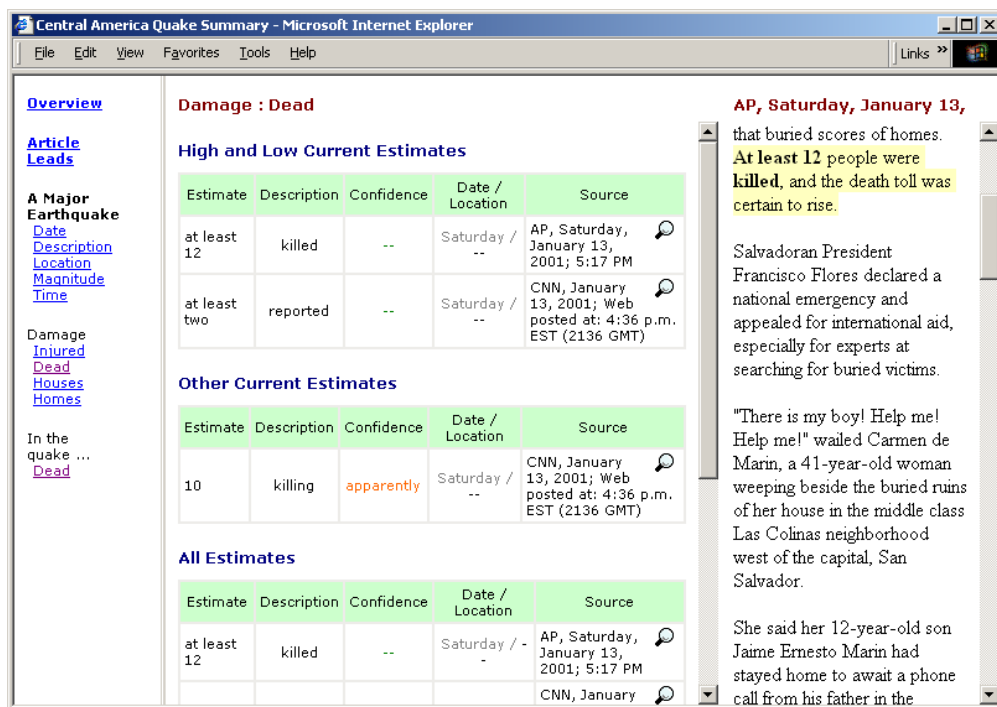 Central America Quake Summary - Microsoft Internet Explorer
File Edit View Favorites Tools Help
Links »
Overview
Article
Leads
A Major
Earthquake
Date
Description
Location
Magnitude
Time
Damage
Injured
Dead
Houses
Homes
In the
quake ...
Dead
Damage : Dead
High and Low Current Estimates
Estimate Description Confidence Date / Location Source
at least 12 killed -- Saturday / -- AP, Saturday, January 13, 2001; 5:17 PM
at least two reported -- Saturday / -- CNN, January 13, 2001; Web posted at: 4:36 p.m. EST (2136 GMT)
Other Current Estimates
Estimate Description Confidence Date / Location Source
10 killing apparently Saturday / -- CNN, January 13, 2001; Web posted at: 4:36 p.m. EST (2136 GMT)
All Estimates
Estimate Description Confidence Date / Location Source
at least 12 killed -- Saturday / -- AP, Saturday, January 13, 2001; 5:17 PM
CNN, January
AP, Saturday, January 13,
that buried scores of homes.
At least 12 people were
killed, and the death toll was
certain to rise.
Salvadoran President
Francisco Flores declared a
national emergency and
appealed for international aid,
especially for experts at
searching for buried victims.
"There is my boy! Help me!
Help me!" wailed Carmen de
Marin, a 41-year-old woman
weeping beside the buried ruins
of her house in the middle class
Las Colinas neighborhood
west of the capital, San
Salvador.
She said her 12-year-old son
Jaime Ernesto Marin had
stayed home to await a phone
call from his father in the